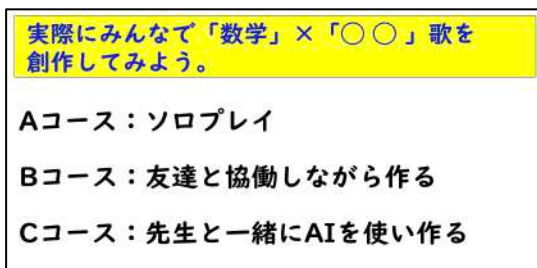 実際にみんなで「数学」×「○○」歌を
創作してみよう。
Aコース：ソロプレイ
Bコース：友達と協働しながら作る
Cコース：先生と一緒にAIを使い作る